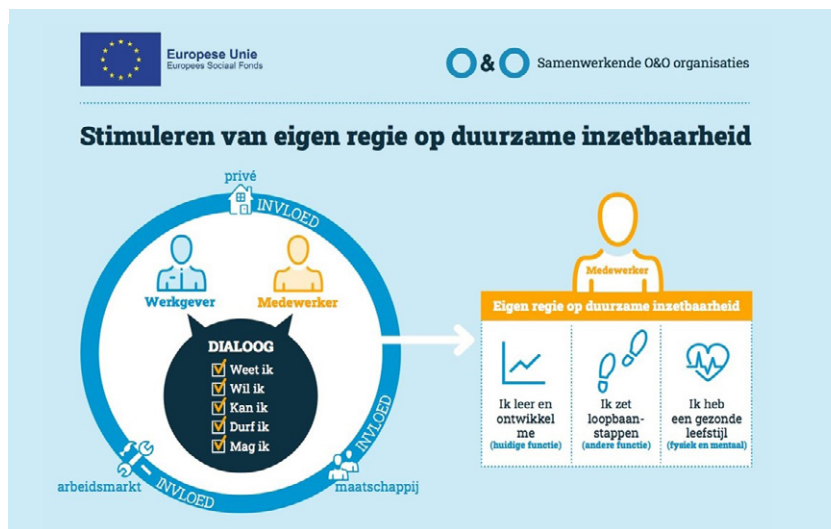 Europese Unie
Europees Sociaal Fonds
O&O Samenwerkende O&O organisaties
Stimuleren van eigen regie op duurzame inzetbaarheid
privé
INVLOED
Werkgever
Medewerker
DIALOOG
Weet ik
Wil ik
Kan ik
Durf ik
Mag ik
INVLOED
arbeidsmarkt
INVLOED
maatschappij
Medewerker
Eigen regie op duurzame inzetbaarheid
Ik leer en
ontwikkel
me
(huidige functie)
Ik zet
loopbaan-
stappen
(andere functie)
Ik heb
een gezonde
leefstijl
(fysiek en mentaal)